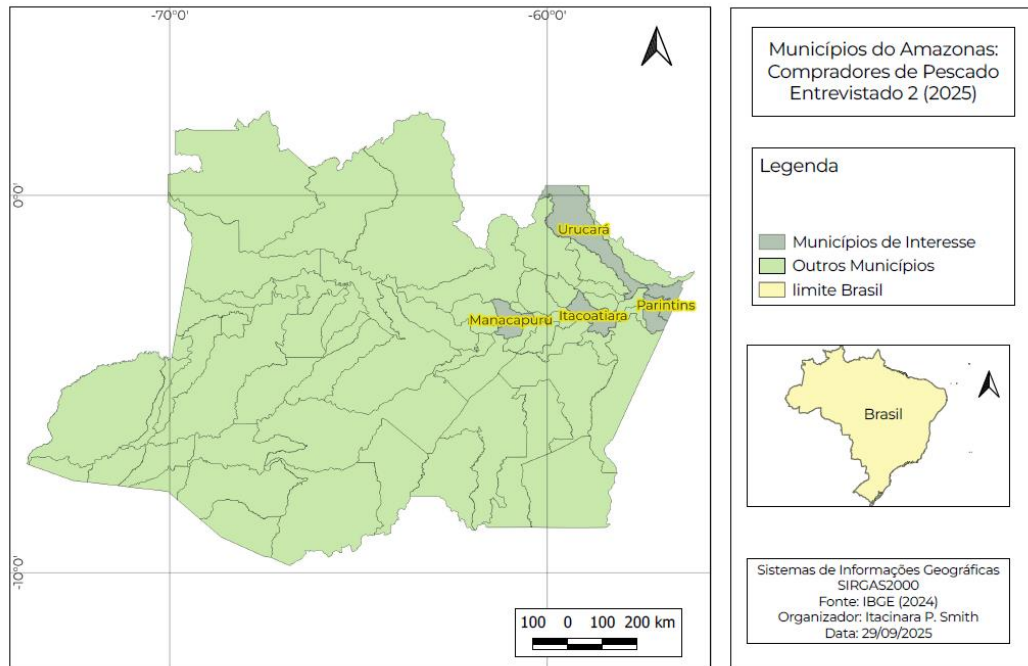 -70°0'
-60°0'
0°0'
-10°0'
Urucará
Manacapuru
Itacoatiara
Parintins
100 0 100 200 km
Municípios do Amazonas:
Compradores de Pescado
Entrevistado 2 (2025)
Legenda
Municípios de Interesse
Outros Municípios
limite Brasil
Brasil
Sistemas de Informações Geográficas
SIRGAS2000
Fonte: IBGE (2024)
Organizador: Itacinara P. Smith
Data: 29/09/2025